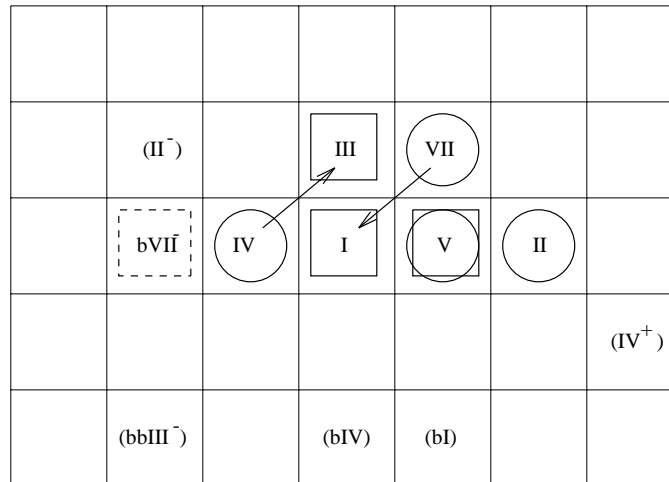 (II⁻) III VII
bVII⁻ IV I V II
(IV⁺)
(bbIII⁻) (bIV) (bI)